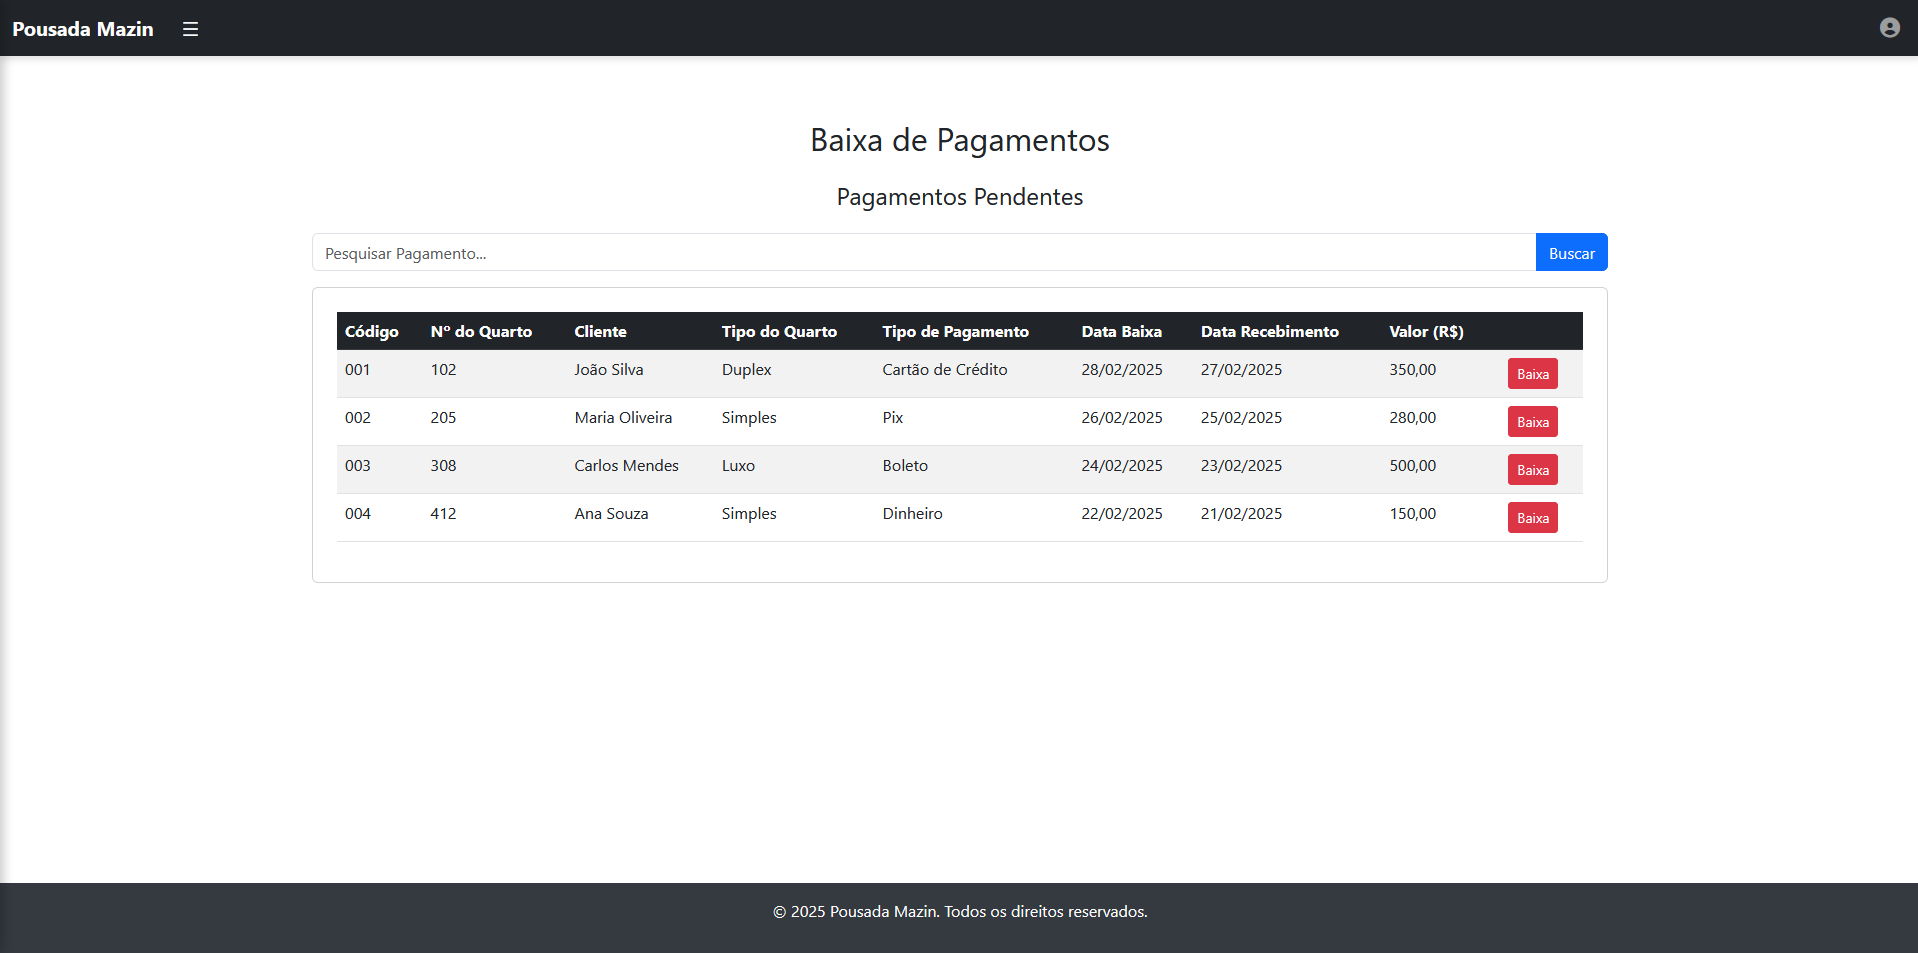 Pousada Mazin
Baixa de Pagamentos
Pagamentos Pendentes
Pesquisar Pagamento... Buscar
Código Nº do Quarto Cliente Tipo do Quarto Tipo de Pagamento Data Baixa Data Recebimento Valor (R$)
001 102 João Silva Duplex Cartão de Crédito 28/02/2025 27/02/2025 350,00 Baixa
002 205 Maria Oliveira Simples Pix 26/02/2025 25/02/2025 280,00 Baixa
003 308 Carlos Mendes Luxo Boleto 24/02/2025 23/02/2025 500,00 Baixa
004 412 Ana Souza Simples Dinheiro 22/02/2025 21/02/2025 150,00 Baixa
© 2025 Pousada Mazin. Todos os direitos reservados.